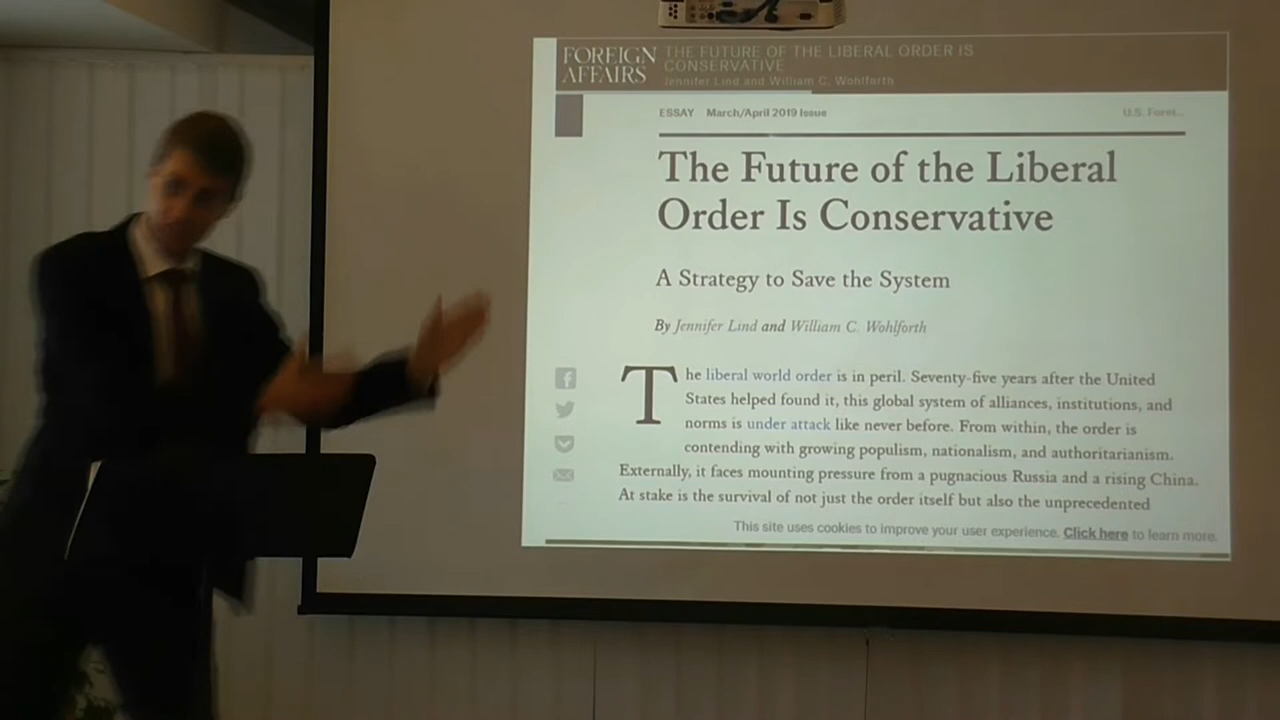 FOREIGN AFFAIRS
THE FUTURE OF THE LIBERAL ORDER IS
CONSERVATIVE
Jennifer Lind and William C. Wohlforth
ESSAY March/April 2019 Issue
U.S. Forei...
The Future of the Liberal
Order Is Conservative
A Strategy to Save the System
By Jennifer Lind and William C. Wohlforth
The liberal world order is in peril. Seventy-five years after the United
States helped found it, this global system of alliances, institutions, and
norms is under attack like never before. From within, the order is
contending with growing populism, nationalism, and authoritarianism.
Externally, it faces mounting pressure from a pugnacious Russia and a rising China.
At stake is the survival of not just the order itself but also the unprecedented
This site uses cookies to improve your user experience. Click here to learn more.